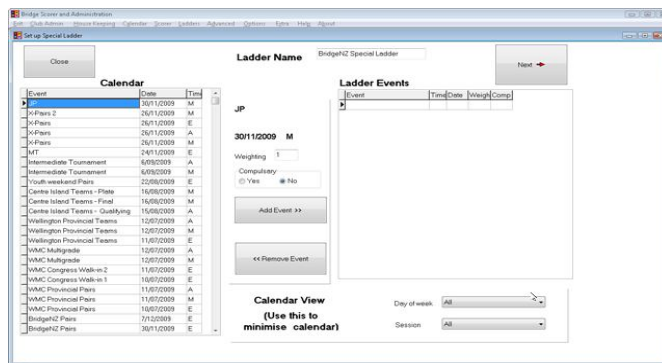 Bridge Scorer and Administration
Exit Club Admin House Keeping Calendar Scorer Ladders Advanced Options Extra Help About
Set up Special Ladder
Close
Ladder Name
BridgeNZ Special Ladder
Next
Calendar
Ladder Events
Event Date Time
JP 30/11/2009 M
X-Pairs 2 26/11/2009 M
X-Pairs 26/11/2009 E
X-Pairs 26/11/2009 A
X-Pairs 26/11/2009 M
MT 24/11/2009 E
Intermediate Tournament 6/09/2009 A
Intermediate Tournament 6/09/2009 M
Youth weekend Pairs 22/08/2009 E
Centre Island Teams - Plate 16/08/2009 M
Centre Island Teams - Final 16/08/2009 M
Centre Island Teams - Qualifying 15/08/2009 A
Wellington Provincial Teams 12/07/2009 A
Wellington Provincial Teams 12/07/2009 M
Wellington Provincial Teams 11/07/2009 E
WMC Multigrade 12/07/2009 A
WMC Multigrade 12/07/2009 M
WMC Congress Walk-in 2 11/07/2009 E
WMC Congress Walk-in 1 10/07/2009 E
WMC Provincial Pairs 11/07/2009 A
WMC Provincial Pairs 11/07/2009 M
WMC Provincial Pairs 10/07/2009 E
BridgeNZ Pairs 7/12/2009 E
BridgeNZ Pairs 30/11/2009 E
JP
30/11/2009 M
Weighting 1
Compulsary
Yes No
Add Event >>
<< Remove Event
Event Time Date Weigh Comp
Calendar View
(Use this to
minimise calendar)
Day of week All
Session All